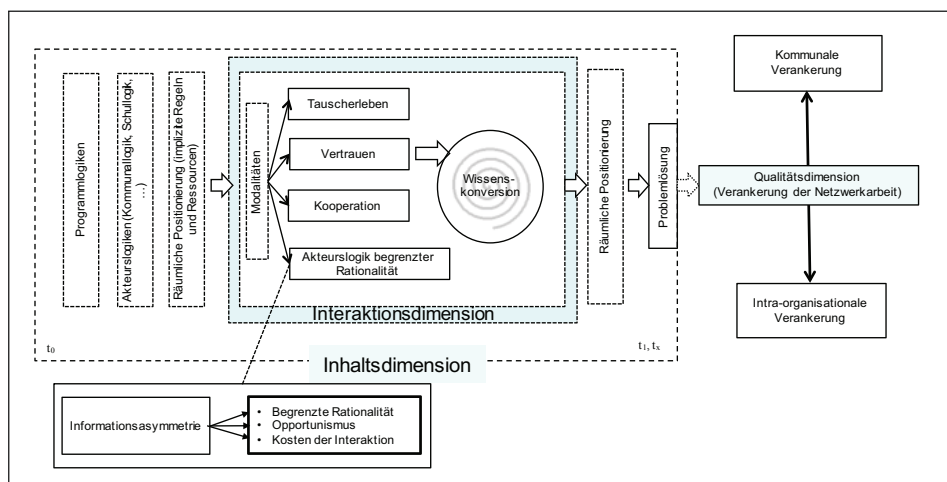 Programmlogiken
Akteurslogiken (Kommunallogik, Schullogik,
…)
Räumliche Positionierung (implizite Regeln
und Ressourcen)
Modalitäten
Tauscherleben
Vertrauen
Kooperation
Akteurslogik begrenzter
Rationalität
Wissens-
konversion
Interaktionsdimension
Räumliche Positionierung
Problemlösung
Kommunale
Verankerung
Qualitätsdimension
(Verankerung der Netzwerkarbeit)
Intra-organisationale
Verankerung
t0
t1, tx
Inhaltsdimension
Informationsasymmetrie
• Begrenzte Rationalität
• Opportunismus
• Kosten der Interaktion